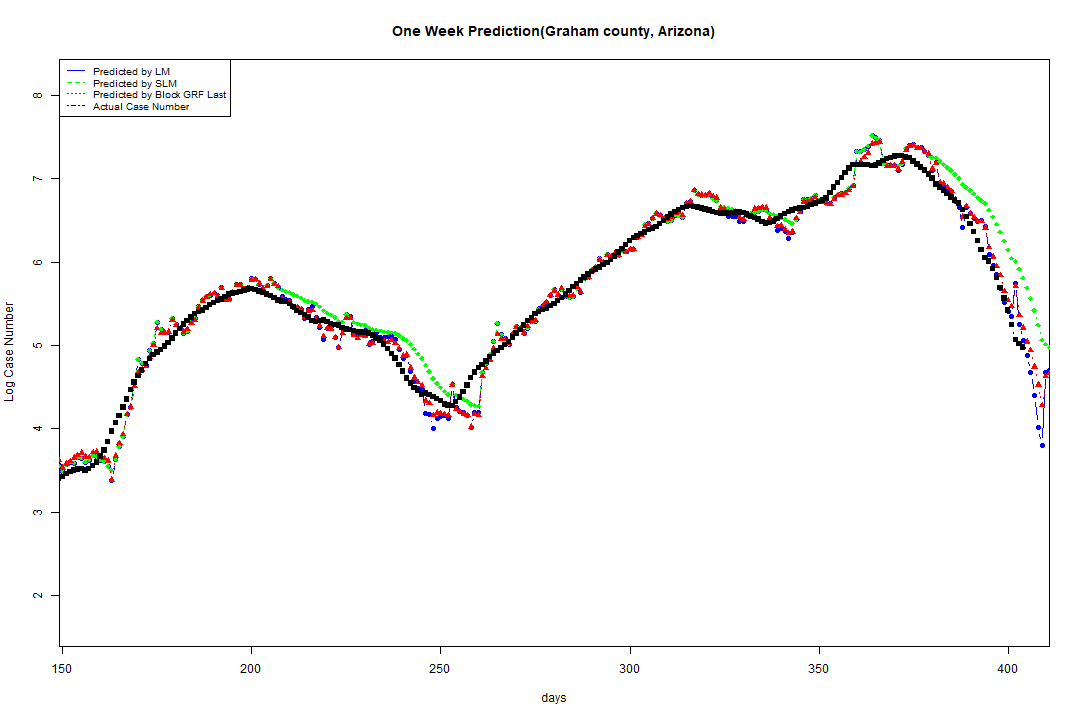 One Week Prediction(Graham county, Arizona)
Predicted by LM
Predicted by SLM
Predicted by Block GRF Last
Actual Case Number
8
7
6
5
4
3
2
Log Case Number
150 200 250 300 350 400
days